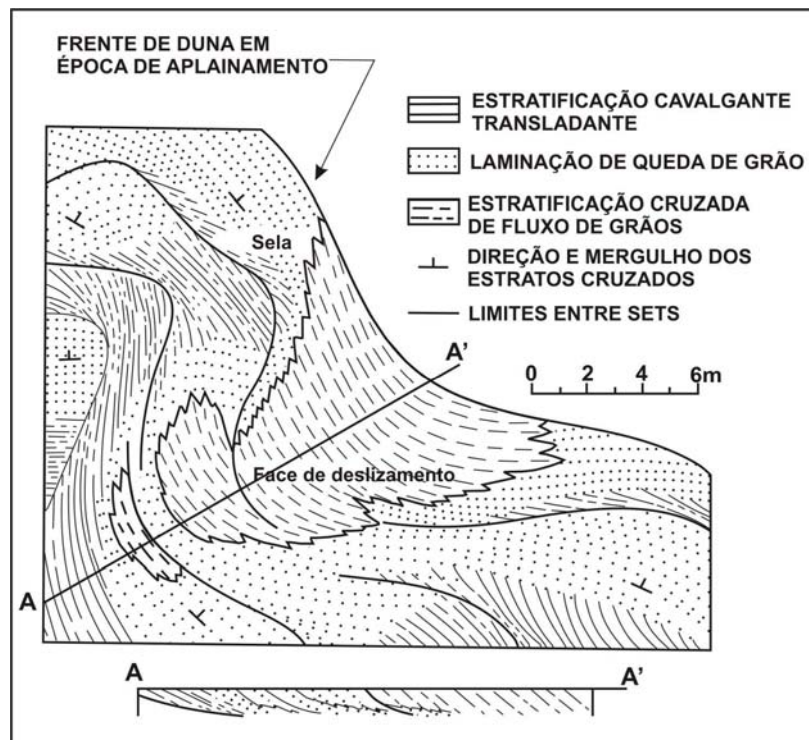 FRENTE DE DUNA EM
ÉPOCA DE APLAINAMENTO
ESTRATIFICAÇÃO CAVALGANTE
TRANSLADANTE
LAMINAÇÃO DE QUEDA DE GRÃO
ESTRATIFICAÇÃO CRUZADA
DE FLUXO DE GRÃOS
DIREÇÃO E MERGULHO DOS
ESTRATOS CRUZADOS
LIMITES ENTRE SETS
Sela
A'
0 2 4 6m
Face de deslizamento
A
A A'